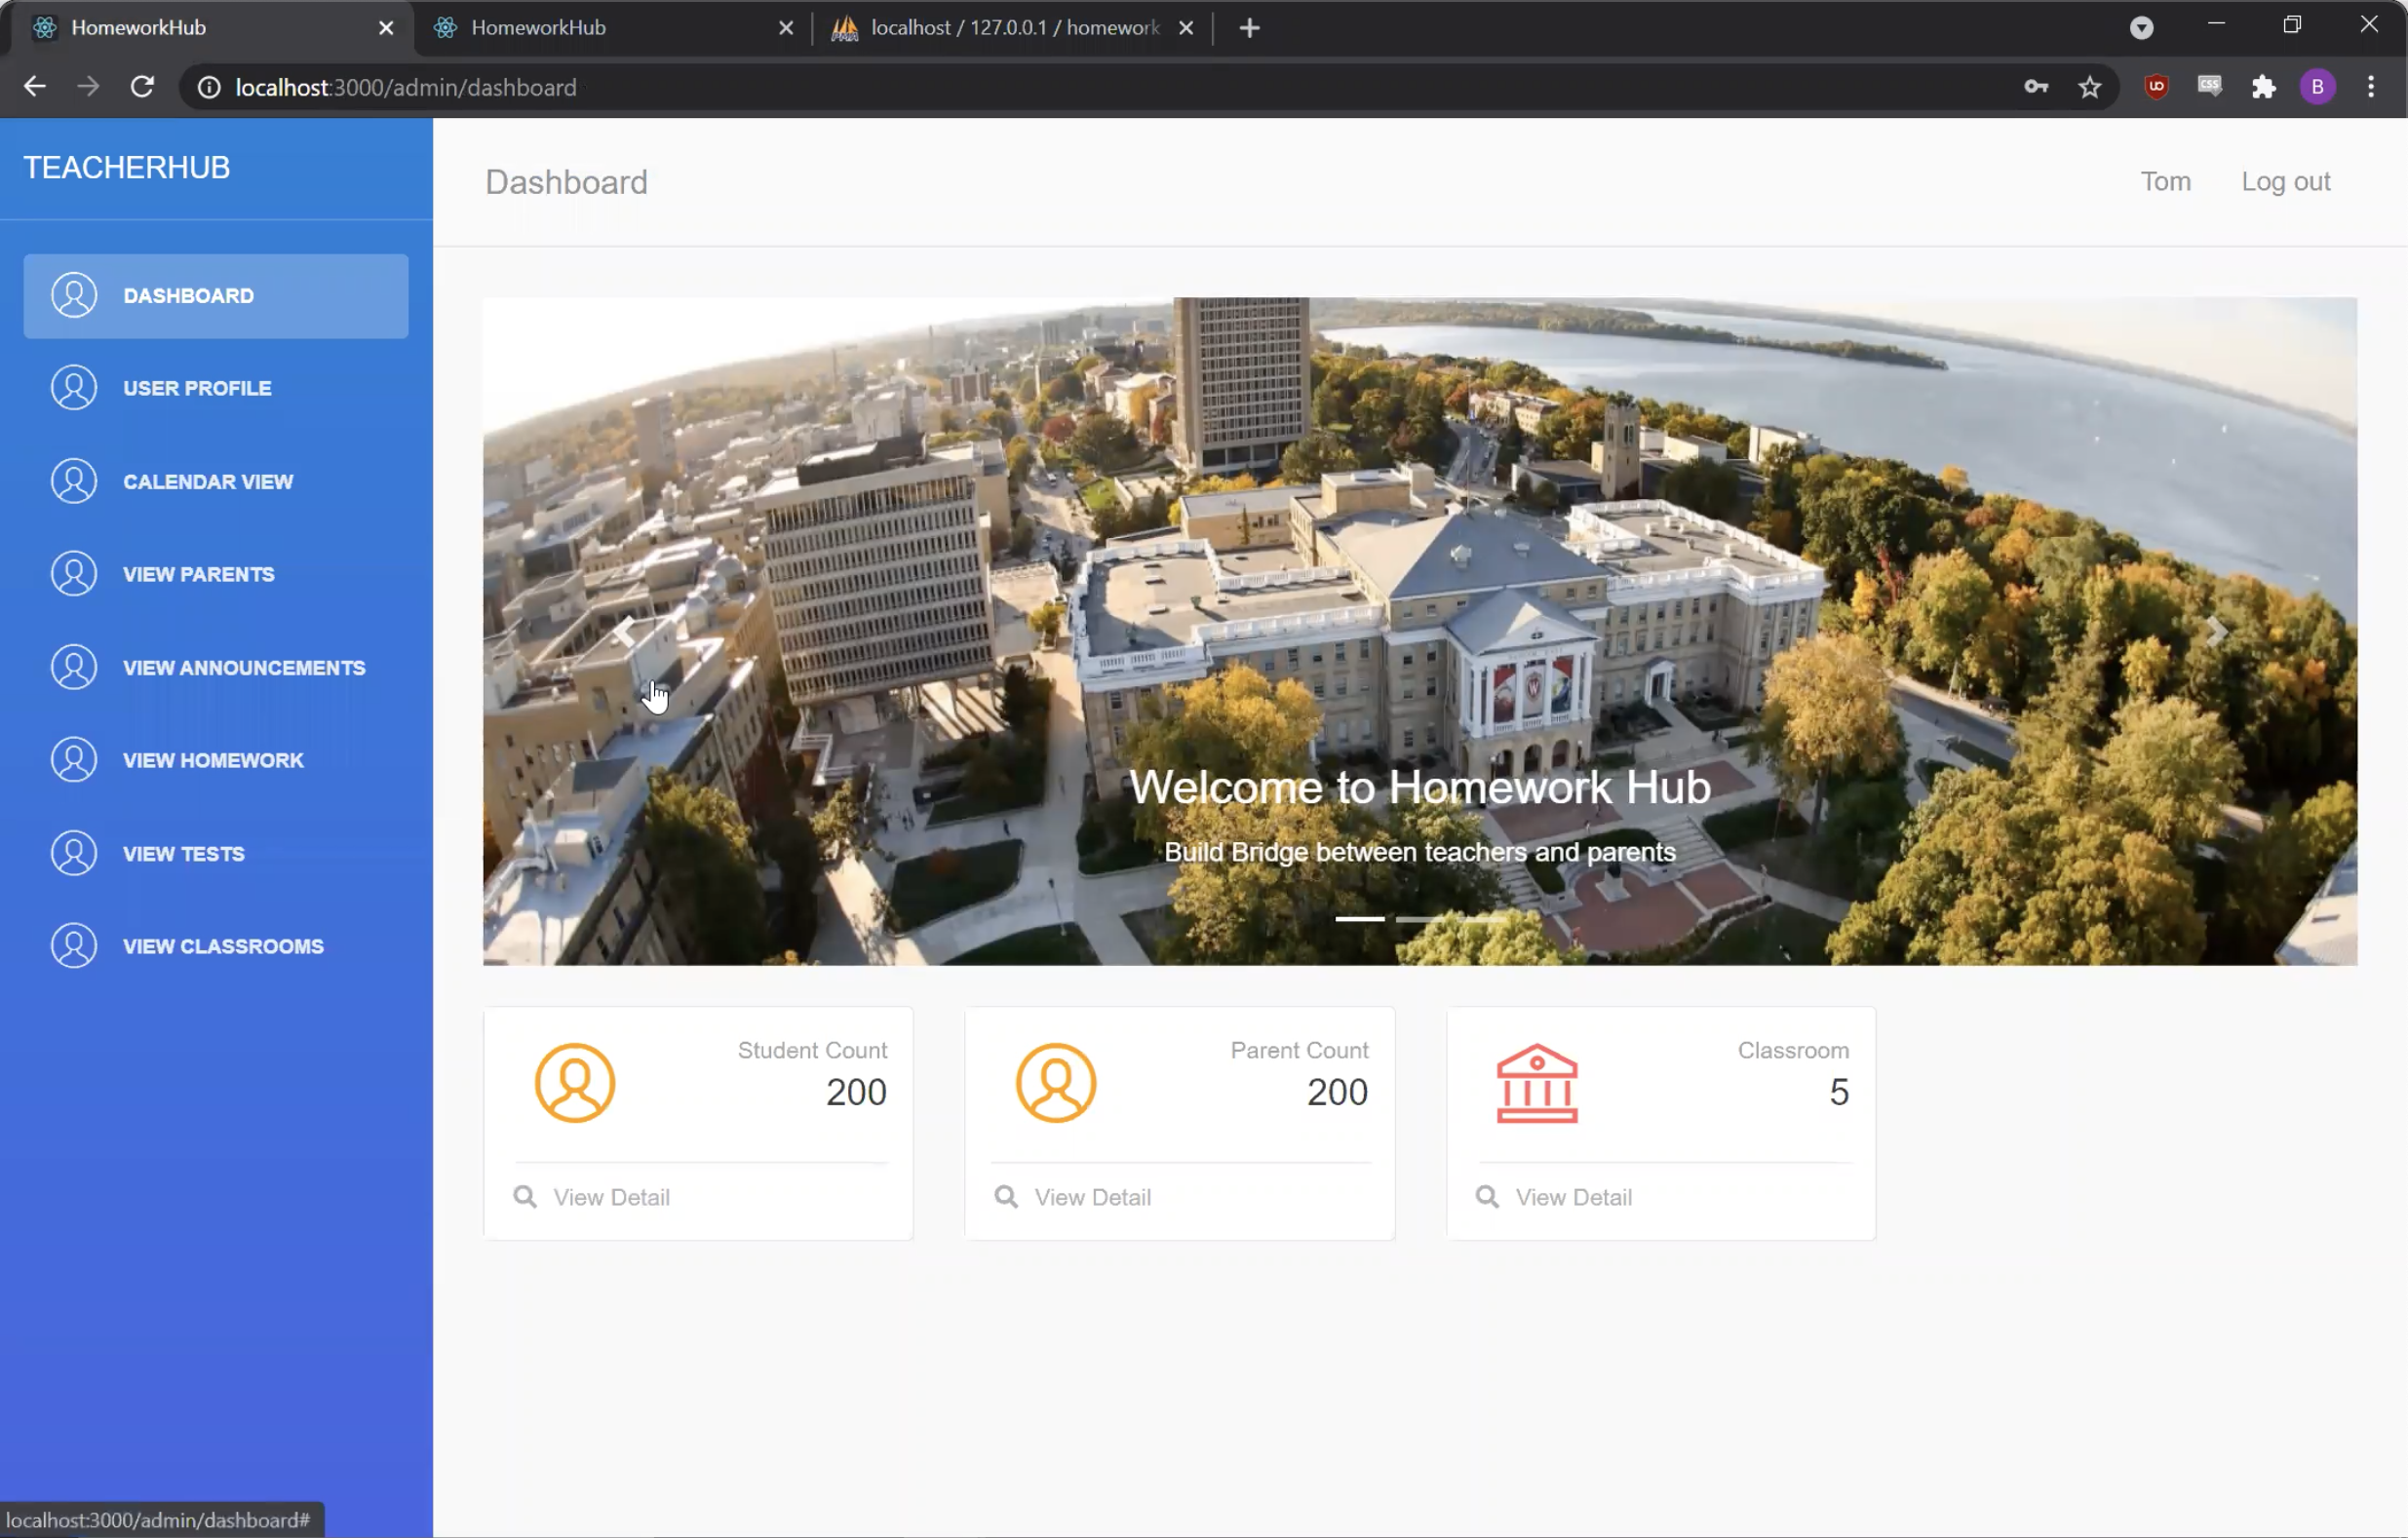 HomeworkHub
HomeworkHub
localhost / 127.0.0.1 / homework
localhost:3000/admin/dashboard
B
TEACHERHUB
Dashboard
Tom
Log out
DASHBOARD
USER PROFILE
CALENDAR VIEW
VIEW PARENTS
VIEW ANNOUNCEMENTS
VIEW HOMEWORK
VIEW TESTS
VIEW CLASSROOMS
W
Welcome to Homework Hub
Build Bridge between teachers and parents
Student Count
200
View Detail
Parent Count
200
View Detail
Classroom
5
View Detail
localhost:3000/admin/dashboard#